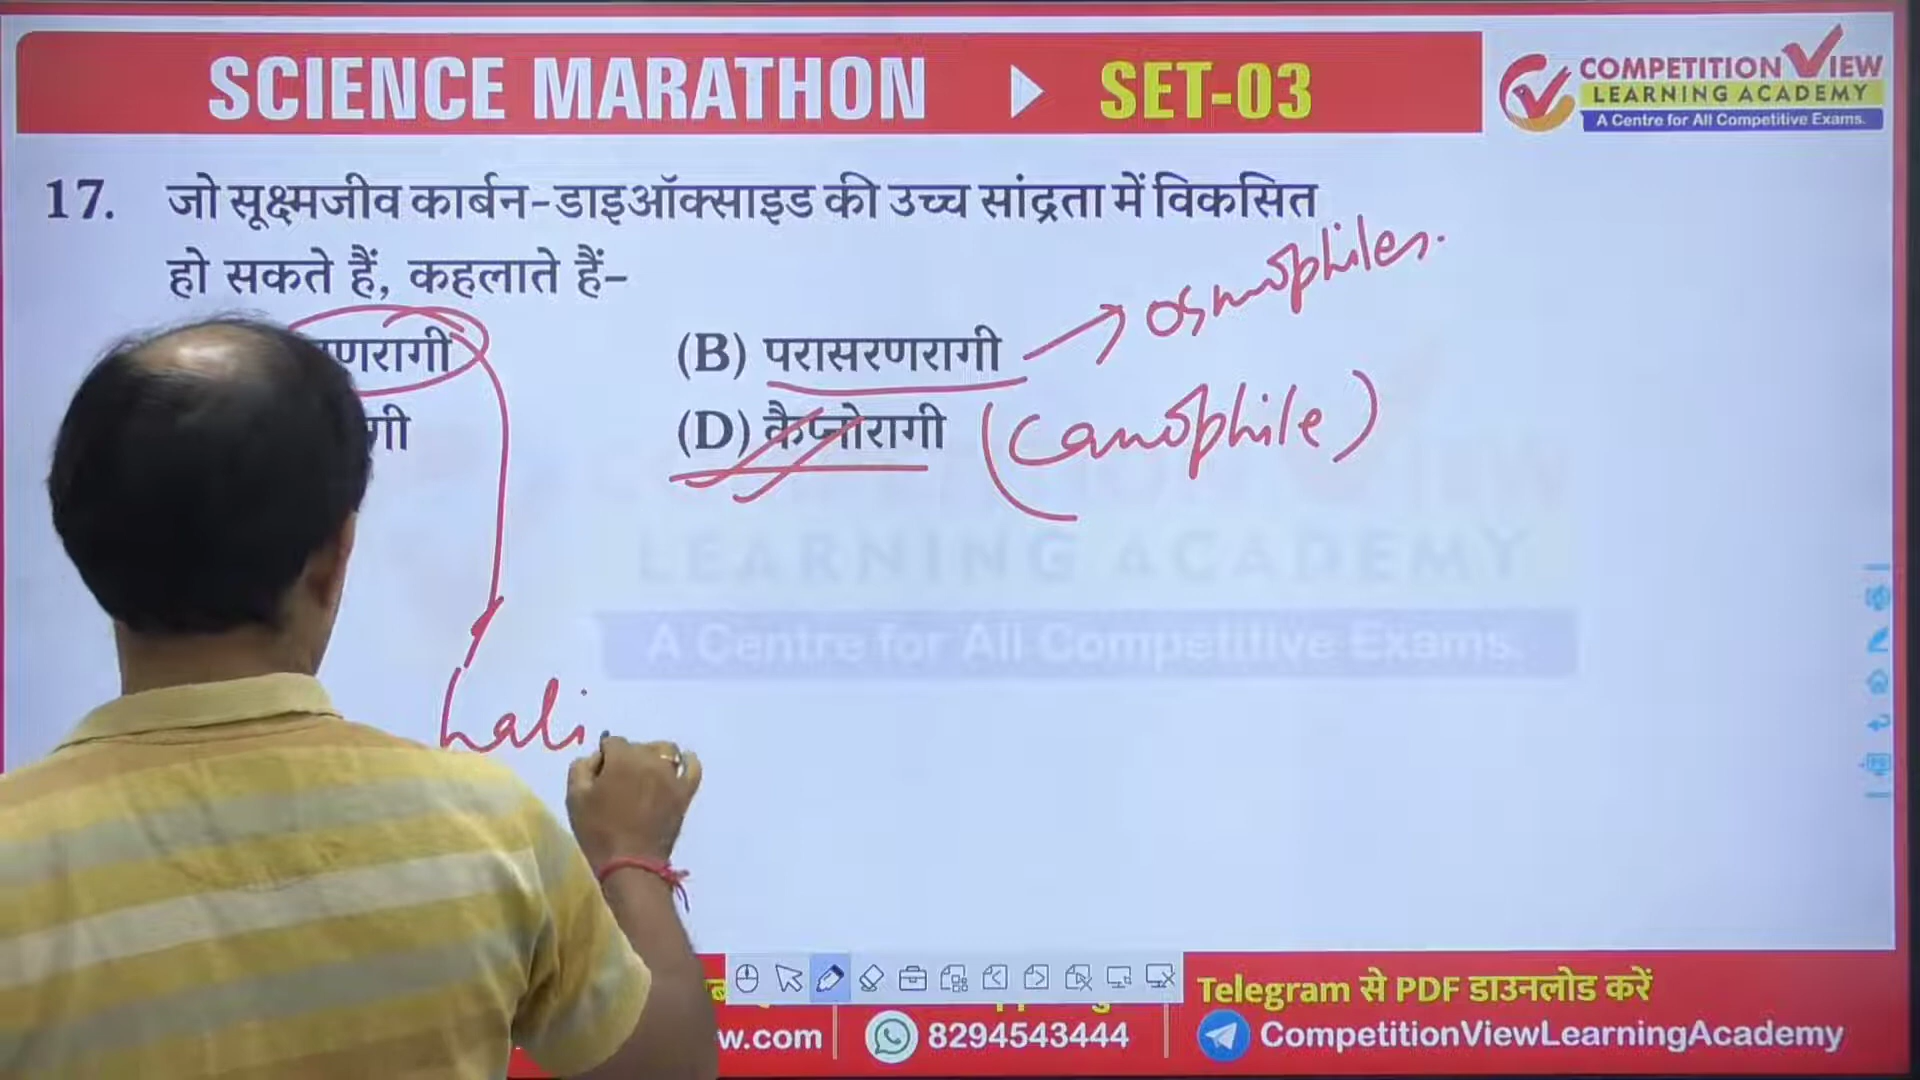 SCIENCE MARATHON SET-03
COMPETITION VIEW
LEARNING ACADEMY
A Centre for All Competitive Exams.
17. जो सूक्ष्मजीव कार्बन-डाइऑक्साइड की उच्च सांद्रता में विकसित
हो सकते हैं, कहलाते हैं-
osmophiles.
(B) परासरणरागी
(D) कैप्नोरागी
LEARNING ACADEMY
A Centre for All Competitive Exams.
hali
Telegram से PDF डाउनलोड करें
w.com
8294543444
CompetitionViewLearningAcademy